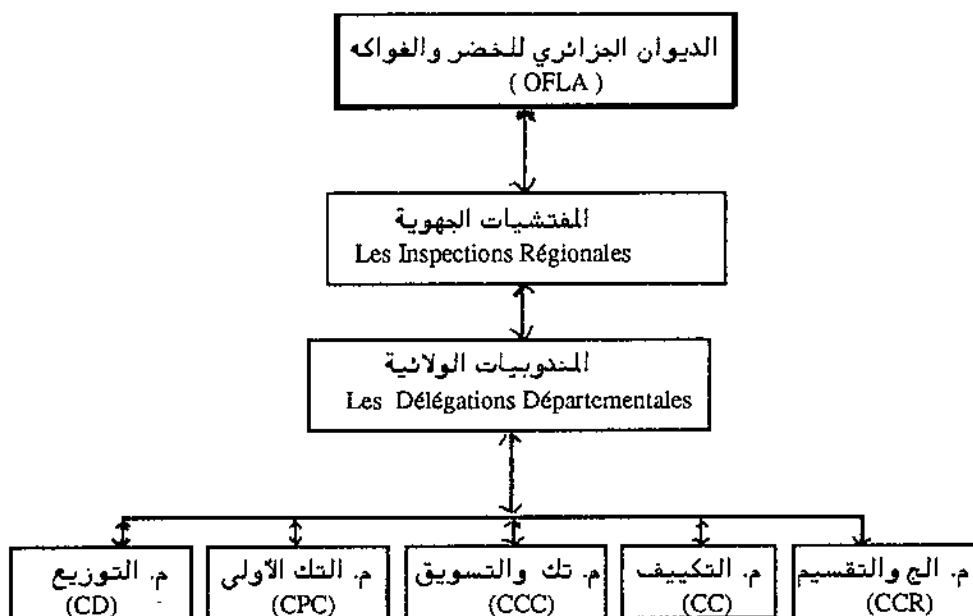 الديوان الجزائري للخضر والفواكه
( OFLA )
المفتشيات الجهوية
Les Inspections Régionales
المندوبيات الولائية
Les Délégations Départementales
م. الج والتقسيم
(CCR)
م. التكييف
(CC)
م. تك والتسويق
(CCC)
م. التك الأولى
(CPC)
م. التوزيع
(CD)